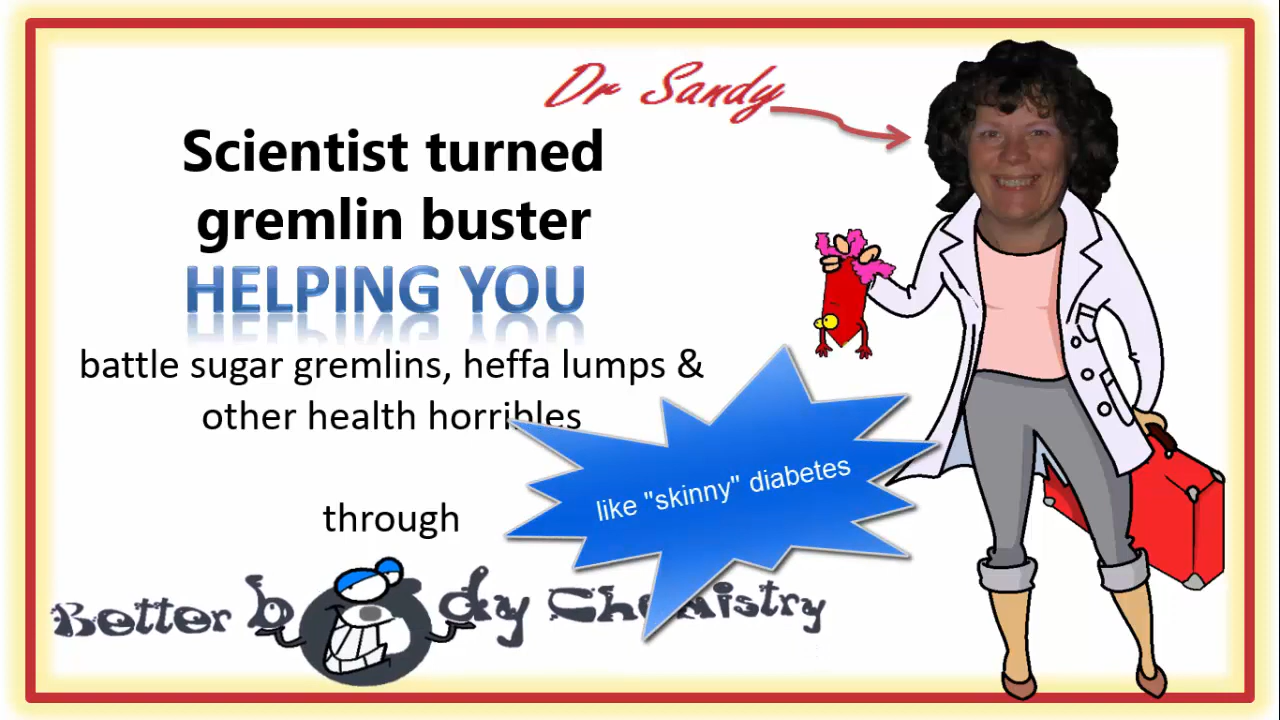 Dr Sandy
Scientist turned
gremlin buster
HELPING YOU
battle sugar gremlins, heffa lumps &
other health horribles
like "skinny" diabetes
through
Better body Chemistry